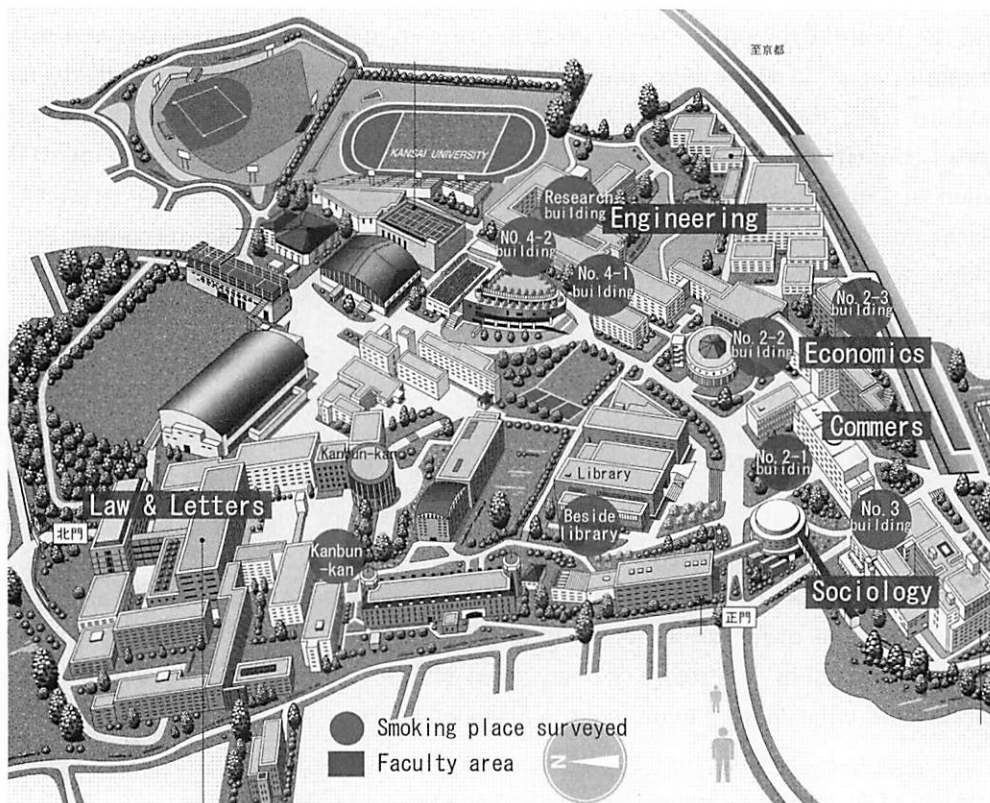 至京都
KANSAI UNIVERSITY
Research
building
Engineering
NO. 4-2
building
No. 4-1
building
No. 2-3
building
No. 2-2
building
Economics
Commers
Kanbun-kan
Library
No. 2-1
buildin
Law & Letters
北門
Beside
library
No. 3
building
Kanbun
-kan
Sociology
正門
Smoking place surveyed
Faculty area
N